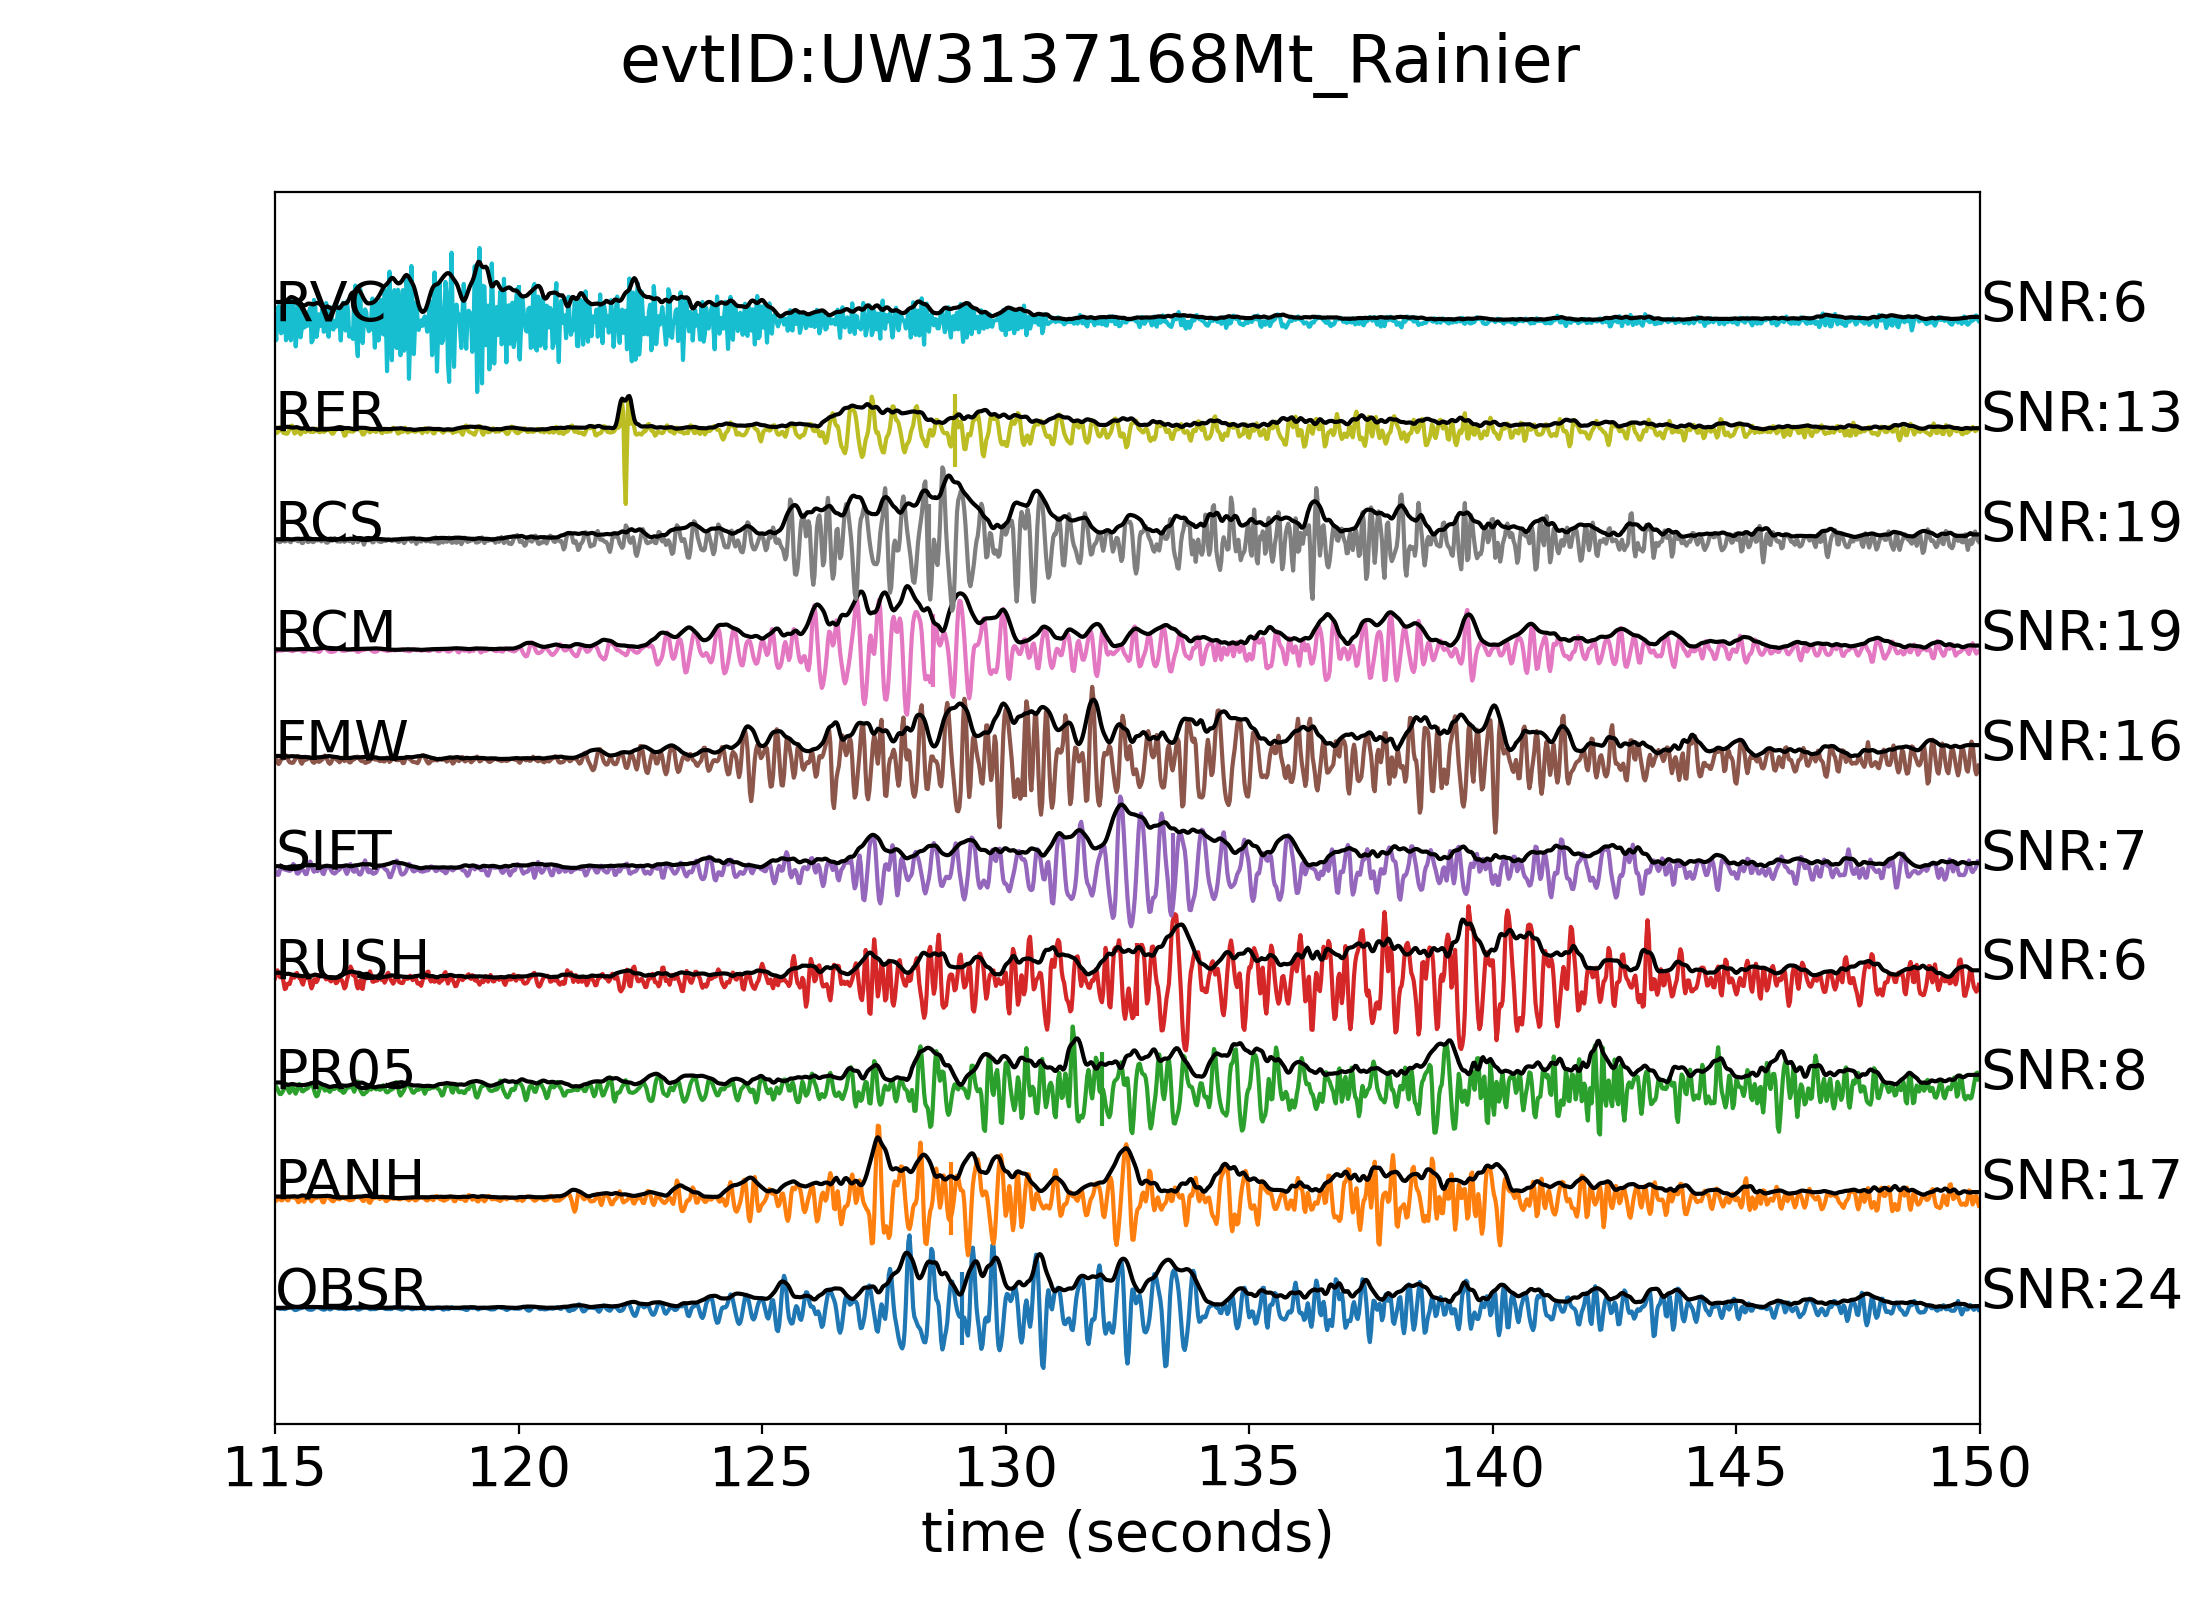 evtID:UW3137168Mt_Rainier
RVC SNR:6
RER SNR:13
RCS SNR:19
RCM SNR:19
FMW SNR:16
SIFT SNR:7
RUSH SNR:6
PR05 SNR:8
PANH SNR:17
OBSR SNR:24
115 120 125 130 135 140 145 150
time (seconds)